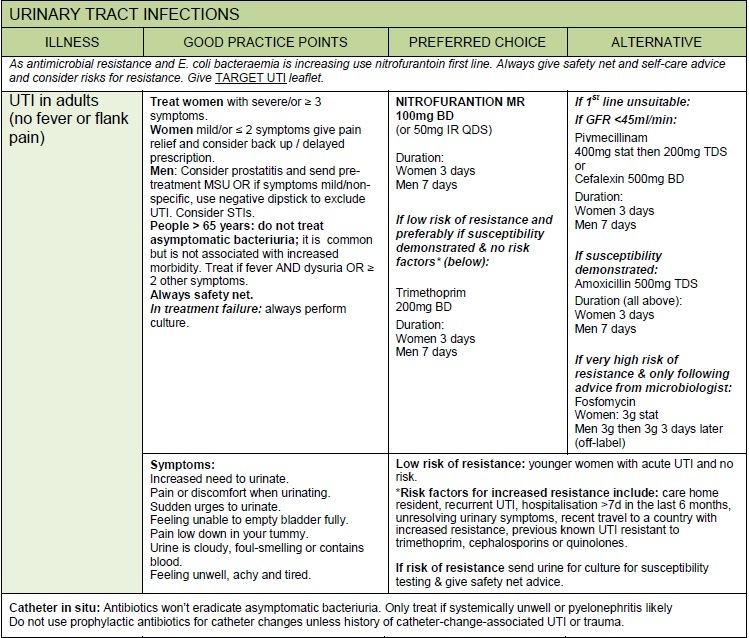 URINARY TRACT INFECTIONS
ILLNESS
GOOD PRACTICE POINTS
PREFERRED CHOICE
ALTERNATIVE
As antimicrobial resistance and E. coli bacteraemia is increasing use nitrofurantoin first line. Always give safety net and self-care advice
and consider risks for resistance. Give TARGET UTI leaflet.
UTI in adults
(no fever or flank
pain)
Treat women with severe/or ≥ 3
symptoms.
Women mild/or ≤ 2 symptoms give pain
relief and consider back up / delayed
prescription.
Men: Consider prostatitis and send pre-
treatment MSU OR if symptoms mild/non-
specific, use negative dipstick to exclude
UTI. Consider STIs.
People > 65 years: do not treat
asymptomatic bacteriuria; it is common
but is not associated with increased
morbidity. Treat if fever AND dysuria OR ≥
2 other symptoms.
Always safety net.
In treatment failure: always perform
culture.
NITROFURANTION MR
100mg BD
(or 50mg IR QDS)
Duration:
Women 3 days
Men 7 days
If low risk of resistance and
preferably if susceptibility
demonstrated & no risk
factors* (below):
Trimethoprim
200mg BD
Duration:
Women 3 days
Men 7 days
If 1st line unsuitable:
If GFR <45ml/min:
Pivmecillinam
400mg stat then 200mg TDS
or
Cefalexin 500mg BD
Duration:
Women 3 days
Men 7 days
If susceptibility
demonstrated:
Amoxicillin 500mg TDS
Duration (all above):
Women 3 days
Men 7 days
If very high risk of
resistance & only following
advice from microbiologist:
Fosfomycin
Women: 3g stat
Men 3g then 3g 3 days later
(off-label)
Symptoms:
Increased need to urinate.
Pain or discomfort when urinating.
Sudden urges to urinate.
Feeling unable to empty bladder fully.
Pain low down in your tummy.
Urine is cloudy, foul-smelling or contains
blood.
Feeling unwell, achy and tired.
Low risk of resistance: younger women with acute UTI and no
risk.
*Risk factors for increased resistance include: care home
resident, recurrent UTI, hospitalisation >7d in the last 6 months,
unresolving urinary symptoms, recent travel to a country with
increased resistance, previous known UTI resistant to
trimethoprim, cephalosporins or quinolones.
If risk of resistance send urine for culture for susceptibility
testing & give safety net advice.
Catheter in situ: Antibiotics won't eradicate asymptomatic bacteriuria. Only treat if systemically unwell or pyelonephritis likely
Do not use prophylactic antibiotics for catheter changes unless history of catheter-change-associated UTI or trauma.